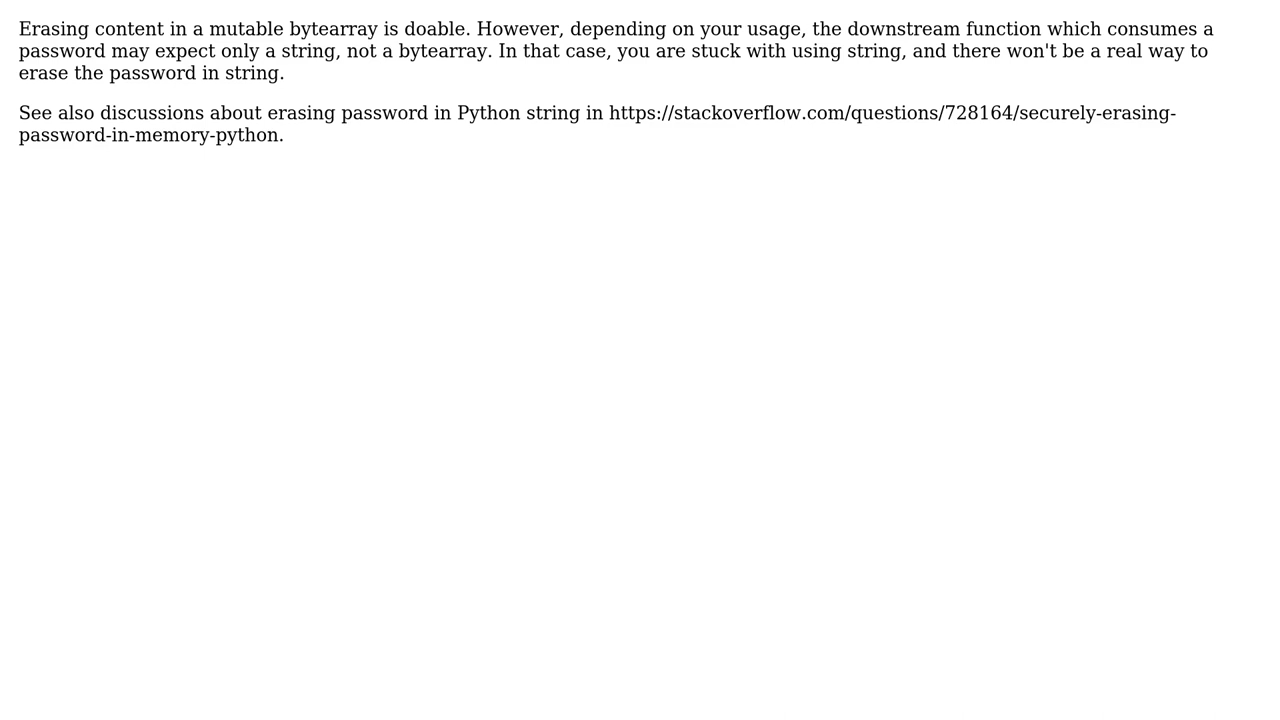 Erasing content in a mutable bytearray is doable. However, depending on your usage, the downstream function which consumes a
password may expect only a string, not a bytearray. In that case, you are stuck with using string, and there won't be a real way to
erase the password in string.
See also discussions about erasing password in Python string in https://stackoverflow.com/questions/728164/securely-erasing-
password-in-memory-python.